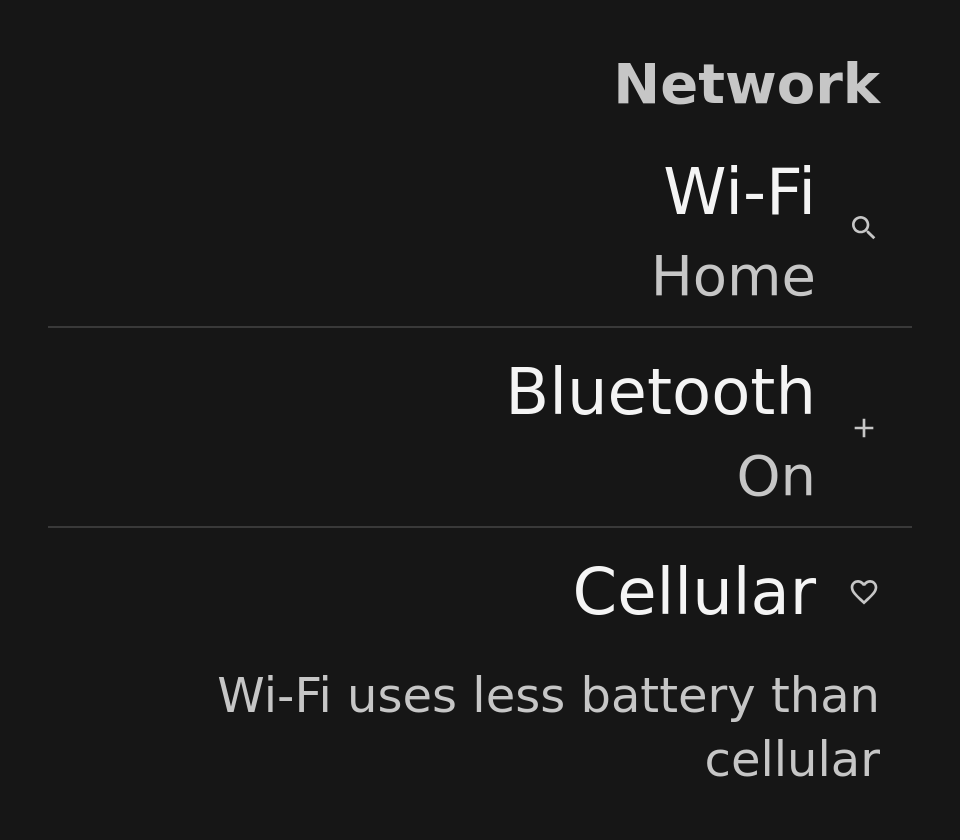 Network
Wi-Fi
Home
Bluetooth
On
Cellular
Wi-Fi uses less battery than
cellular